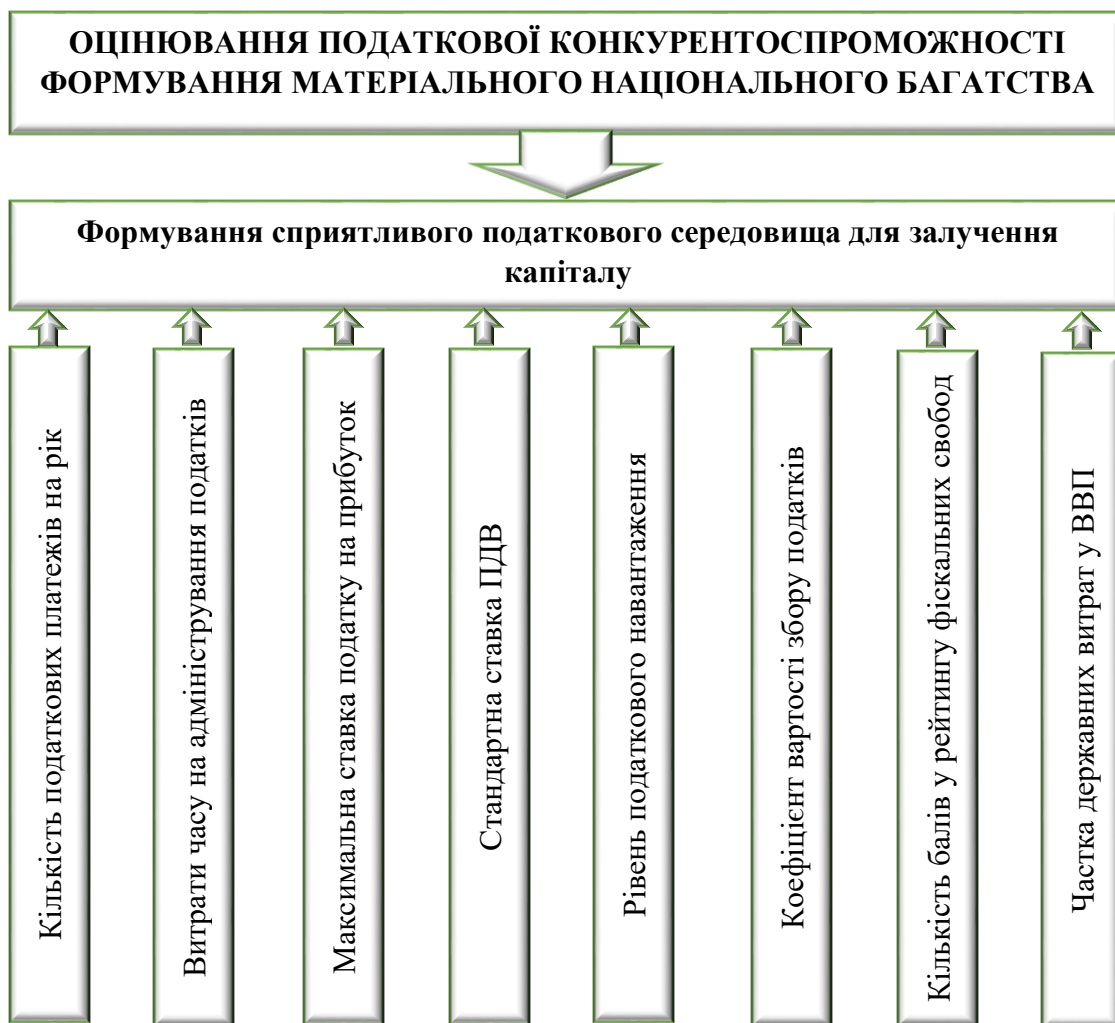 ОЦІНЮВАННЯ ПОДАТКОВОЇ КОНКУРЕНТОСПРОМОЖНОСТІ
ФОРМУВАННЯ МАТЕРІАЛЬНОГО НАЦІОНАЛЬНОГО БАГАТСТВА
Формування сприятливого податкового середовища для залучення
капіталу
Кількість податкових платежів на рік
Витрати часу на адміністрування податків
Максимальна ставка податку на прибуток
Стандартна ставка ПДВ
Рівень податкового навантаження
Коефіцієнт вартості збору податків
Кількість балів у рейтингу фіскальних свобод
Частка державних витрат у ВВП